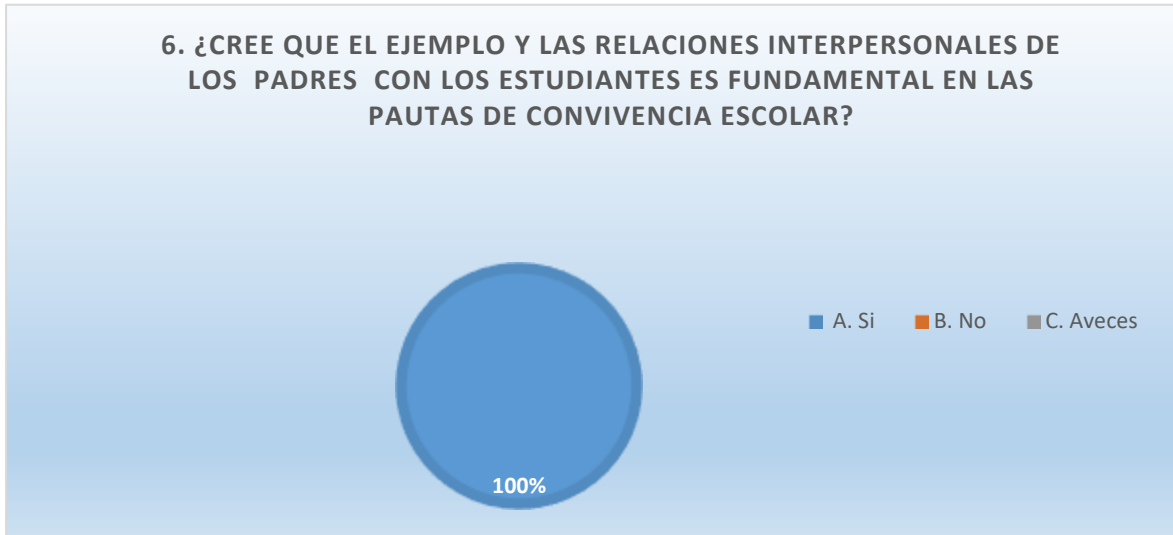 6. ¿CREE QUE EL EJEMPLO Y LAS RELACIONES INTERPERSONALES DE
LOS PADRES CON LOS ESTUDIANTES ES FUNDAMENTAL EN LAS
PAUTAS DE CONVIVENCIA ESCOLAR?
A. Si B. No C. Aveces
100%